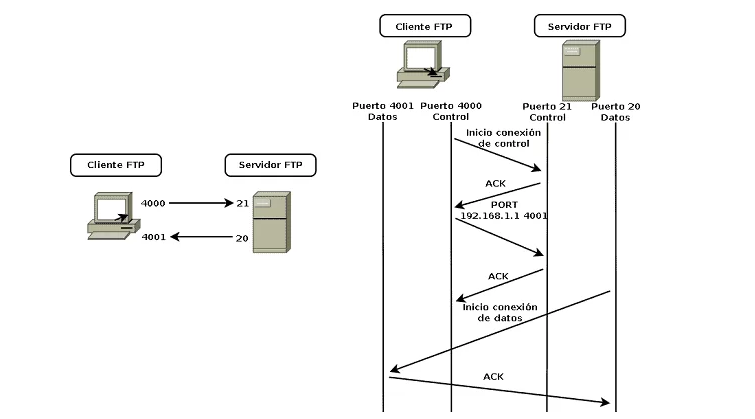 Cliente FTP
Servidor FTP
4000
21
4001
20
Cliente FTP
Servidor FTP
Puerto 4001
Datos
Puerto 4000
Control
Puerto 21
Control
Puerto 20
Datos
Inicio conexión
de control
ACK
PORT
192.168.1.1 4001
ACK
Inicio conexión
de datos
ACK